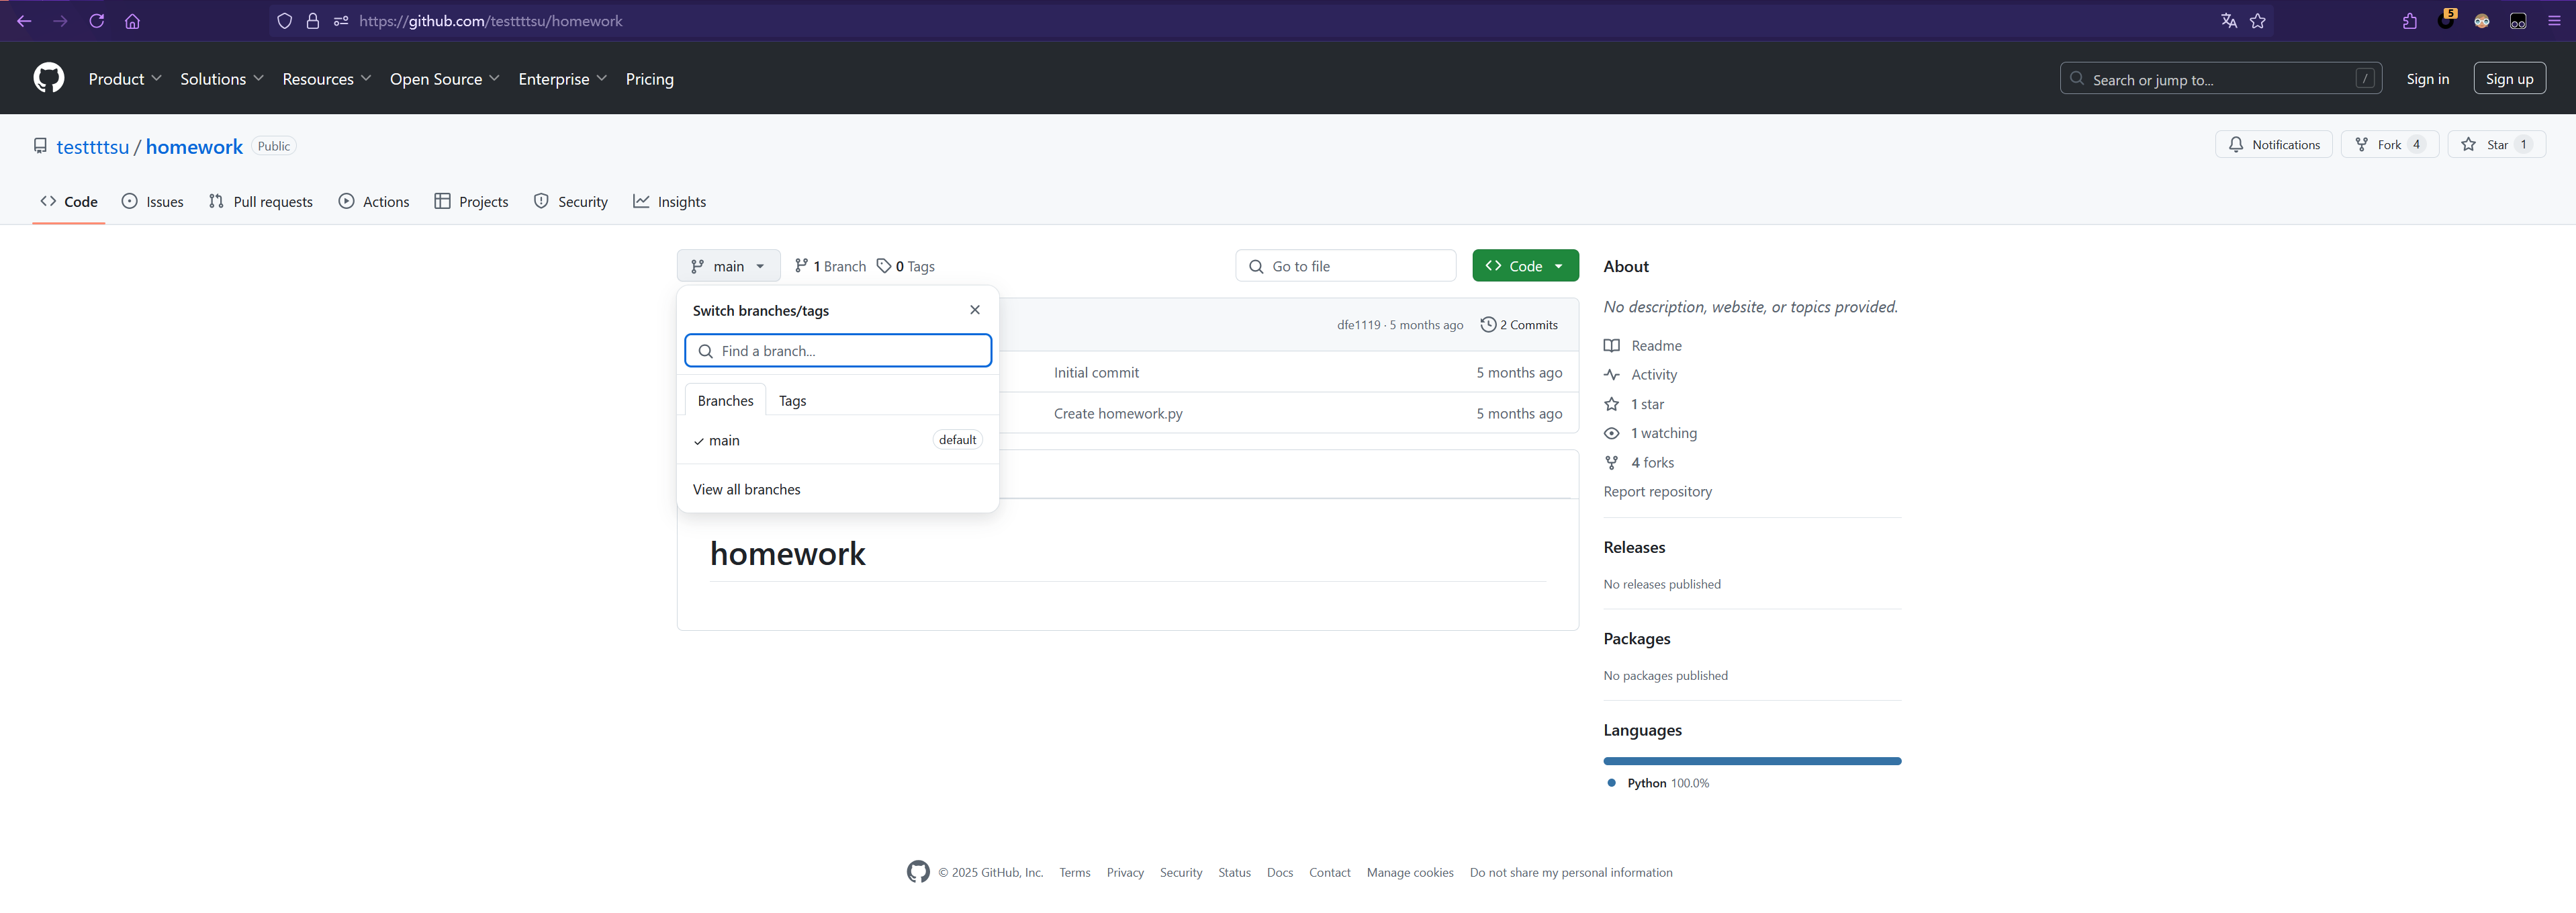 https://github.com/testtttsu/homework
5
Product Solutions Resources Open Source Enterprise Pricing
Search or jump to... /
Sign in Sign up
testtttsu / homework Public
Notifications Fork 4 Star 1
Code Issues Pull requests Actions Projects Security Insights
main 1 Branch 0 Tags
Go to file Code
Switch branches/tags
Find a branch...
Branches Tags
main default
View all branches
dfe1119 · 5 months ago 2 Commits
Initial commit 5 months ago
Create homework.py 5 months ago
homework
About
No description, website, or topics provided.
Readme
Activity
1 star
1 watching
4 forks
Report repository
Releases
No releases published
Packages
No packages published
Languages
Python 100.0%
© 2025 GitHub, Inc. Terms Privacy Security Status Docs Contact Manage cookies Do not share my personal information